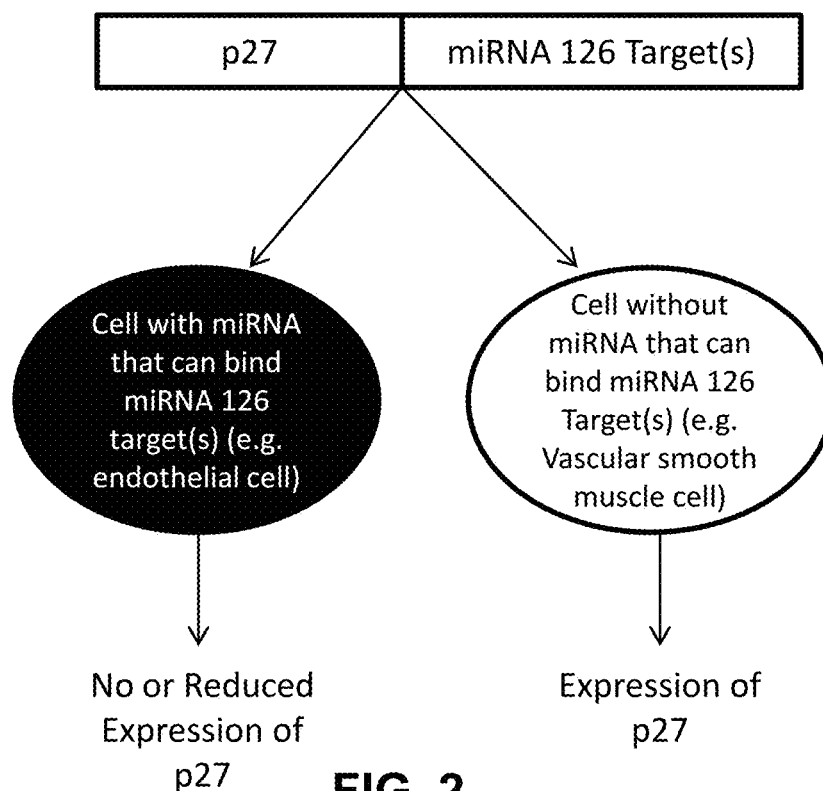 p27 miRNA 126 Target(s)
Cell with miRNA
that can bind
miRNA 126
target(s) (e.g.
endothelial cell)
Cell without
miRNA that can
bind miRNA 126
Target(s) (e.g.
Vascular smooth
muscle cell)
No or Reduced
Expression of
p27
Expression of
p27
FIG. 2